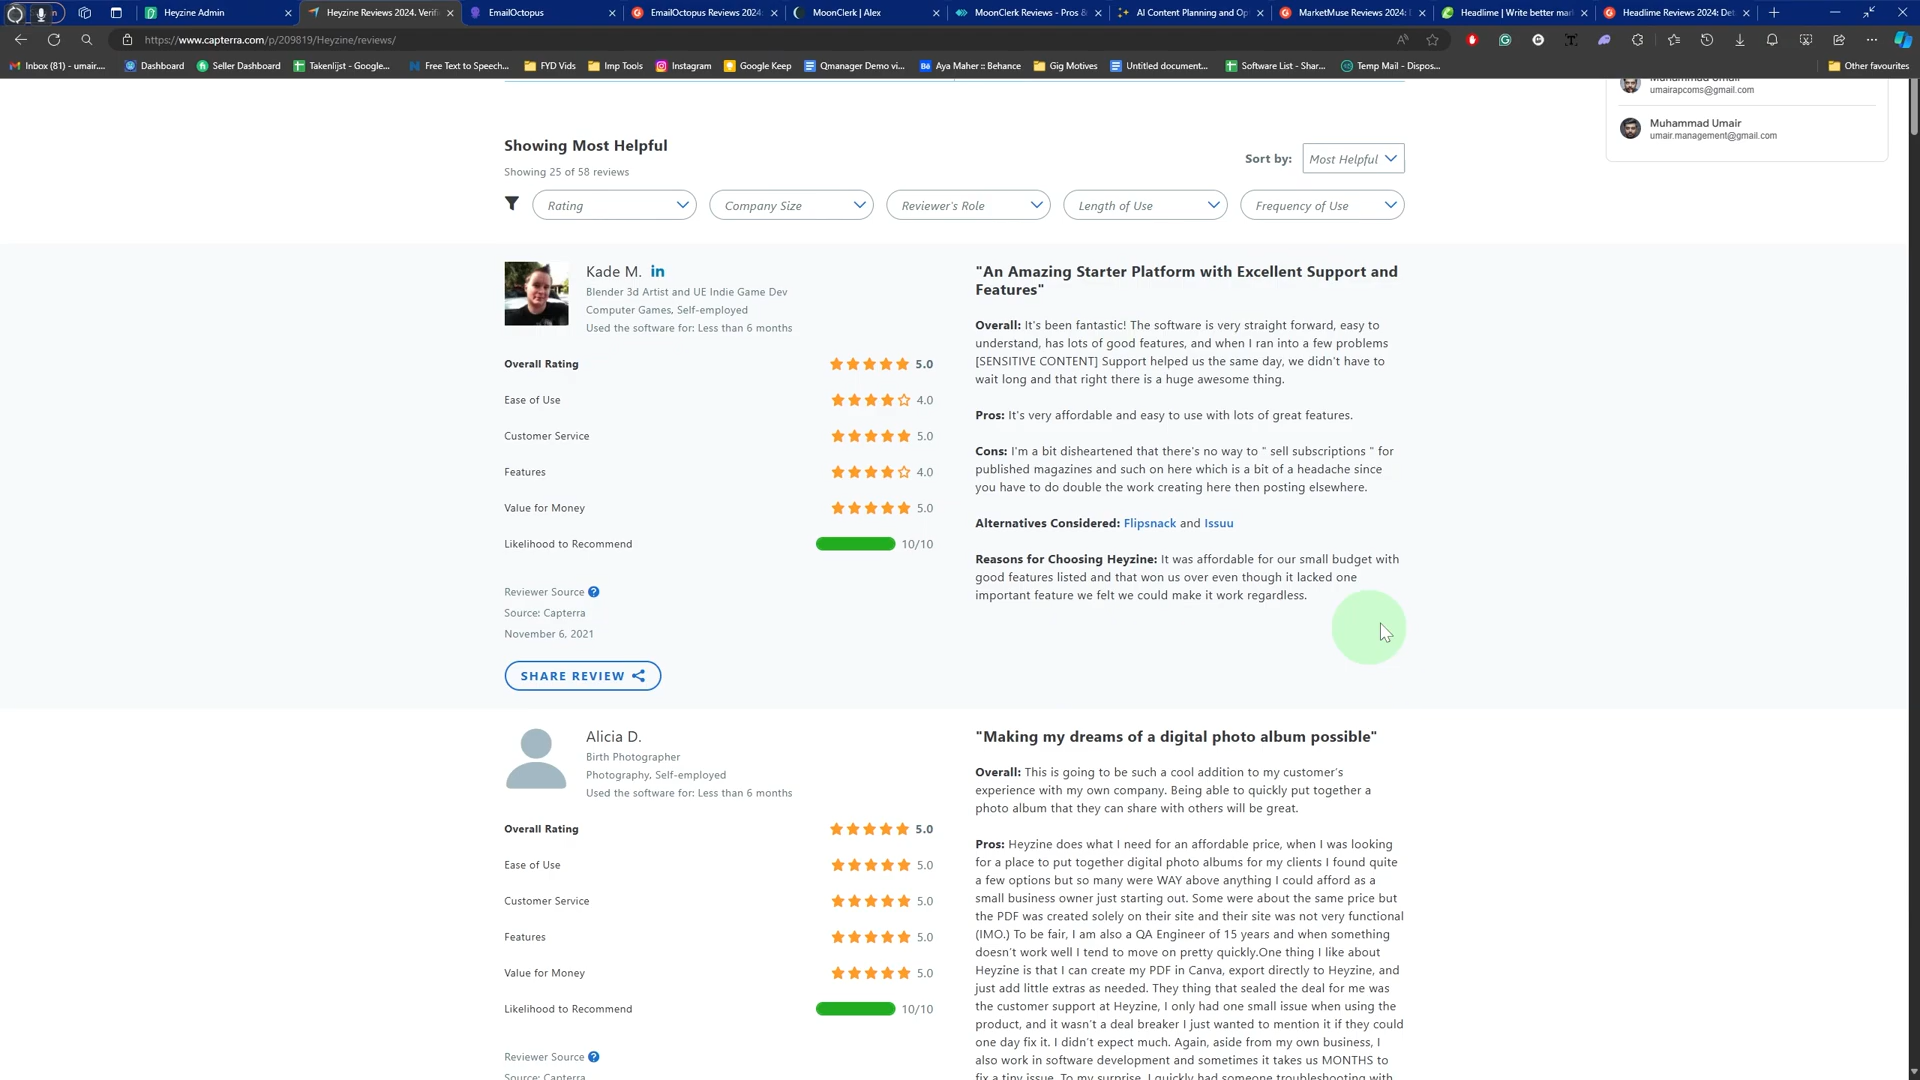 Heyzine Admin
Heyzine Reviews 2024. Verifi
EmailOctopus
EmailOctopus Reviews 2024:
MoonClerk | Alex
MoonClerk Reviews - Pros &
AI Content Planning and Op
MarketMuse Reviews 2024:
Headlime | Write better mar
Headlime Reviews 2024: De
https://www.capterra.com/p/209819/Heyzine/reviews/
Inbox (81) - umair....
Dashboard
Seller Dashboard
Takenlijst - Google...
Free Text to Speech...
FYD Vids
Imp Tools
Instagram
Google Keep
Qmanager Demo vi...
Aya Maher :: Behance
Gig Motives
Untitled document...
Software List - Shar...
Temp Mail - Dispos...
Other favourites
Muhammad Umair
umairapcoms@gmail.com
Muhammad Umair
umair.management@gmail.com
Showing Most Helpful
Showing 25 of 58 reviews
Sort by:
Most Helpful
Rating
Company Size
Reviewer's Role
Length of Use
Frequency of Use
Kade M. in
Blender 3d Artist and UE Indie Game Dev
Computer Games, Self-employed
Used the software for: Less than 6 months
Overall Rating 5.0
Ease of Use 4.0
Customer Service 5.0
Features 4.0
Value for Money 5.0
Likelihood to Recommend 10/10
Reviewer Source ?
Source: Capterra
November 6, 2021
SHARE REVIEW
"An Amazing Starter Platform with Excellent Support and
Features"
Overall: It's been fantastic! The software is very straight forward, easy to
understand, has lots of good features, and when I ran into a few problems
[SENSITIVE CONTENT] Support helped us the same day, we didn't have to
wait long and that right there is a huge awesome thing.
Pros: It's very affordable and easy to use with lots of great features.
Cons: I'm a bit disheartened that there's no way to " sell subscriptions " for
published magazines and such on here which is a bit of a headache since
you have to do double the work creating here then posting elsewhere.
Alternatives Considered: Flipsnack and Issuu
Reasons for Choosing Heyzine: It was affordable for our small budget with
good features listed and that won us over even though it lacked one
important feature we felt we could make it work regardless.
Alicia D.
Birth Photographer
Photography, Self-employed
Used the software for: Less than 6 months
Overall Rating 5.0
Ease of Use 5.0
Customer Service 5.0
Features 5.0
Value for Money 5.0
Likelihood to Recommend 10/10
Reviewer Source ?
Source: Capterra
"Making my dreams of a digital photo album possible"
Overall: This is going to be such a cool addition to my customer's
experience with my own company. Being able to quickly put together a
photo album that they can share with others will be great.
Pros: Heyzine does what I need for an affordable price, when I was looking
for a place to put together digital photo albums for my clients I found quite
a few options but so many were WAY above anything I could afford as a
small business owner just starting out. Some were about the same price but
the PDF was created solely on their site and their site was not very functional
(IMO.) To be fair, I am also a QA Engineer of 15 years and when something
doesn't work well I tend to move on pretty quickly.One thing I like about
Heyzine is that I can create my PDF in Canva, export directly to Heyzine, and
just add little extras as needed. They thing that sealed the deal for me was
the customer support at Heyzine, I only had one small issue when using the
product, and it wasn't a deal breaker I just wanted to mention it if they could
one day fix it. I didn't expect much. Again, aside from my own business, I
also work in software development and sometimes it takes us MONTHS to
fix a tiny issue. To my surprise, I quickly had someone troubleshooting with